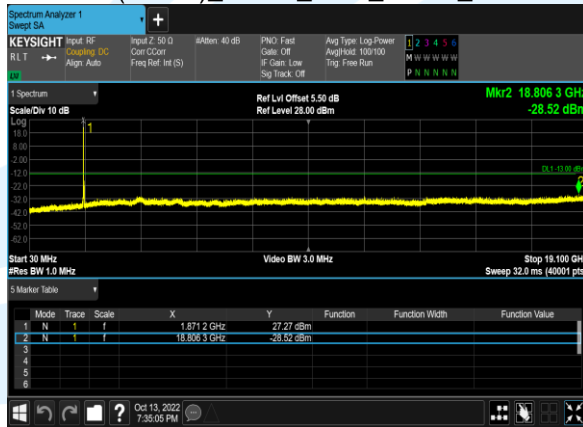 Spectrum Analyzer 1
Swept SA
KEYSIGHT Input: RF Input Z: 50 Ω #Atten: 40 dB PNO: Fast Avg Type: Log-Power 1 2 3 4 5 6
RLT Coupling: DC Corr CCorr Gate: Off Avg|Hold: 100/100 M W W W W W
Align: Auto Freq Ref: Int (S) IF Gain: Low Trig: Free Run
Sig Track: Off P N N N N N
1 Spectrum Ref Lvl Offset 5.50 dB Mkr2 18.806 3 GHz
Scale/Div 10 dB Ref Level 28.00 dBm -28.52 dBm
Log
1
18.0
8.00
-2.00
DL1 -13.00 dBm
-12.0
-22.0
-32.0
-42.0
-52.0
-62.0
Start 30 MHz Video BW 3.0 MHz Stop 19.100 GH
#Res BW 1.0 MHz Sweep 32.0 ms (40001 pts
5 Marker Table
Mode Trace Scale X Y Function Function Width Function Value
1 N 1 f 1.871 2 GHz 27.27 dBm
2 N 1 f 18.806 3 GHz -28.52 dBm
3
4
5
6
? Oct 13, 2022
7:35:05 PM